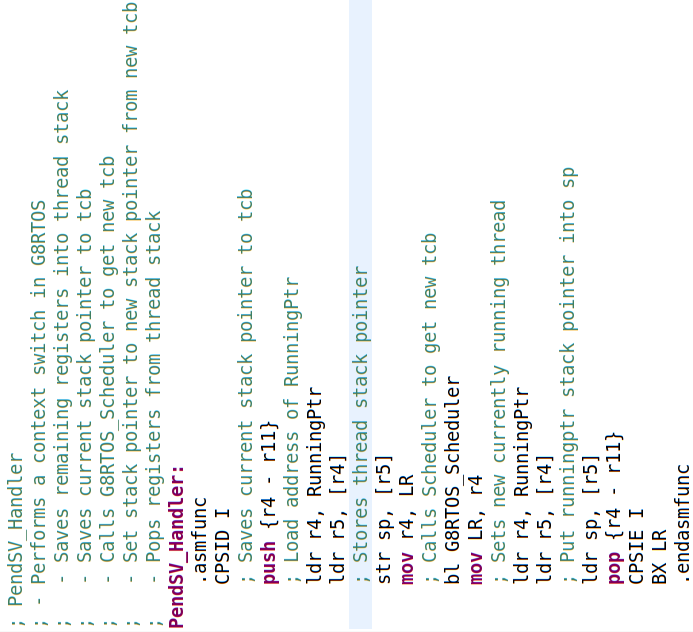 ; PendSV_Handler
; - Performs a context switch in G8RTOS
; - Saves remaining registers into thread stack
; - Saves current stack pointer to tcb
; - Calls G8RTOS_Scheduler to get new tcb
; - Set stack pointer to new stack pointer from new tcb
; - Pops registers from thread stack
PendSV_Handler:
.asmfunc
CPSID I
; Saves current stack pointer to tcb
push {r4 - r11}
; Load address of RunningPtr
ldr r4, RunningPtr
ldr r5, [r4]
; Stores thread stack pointer
str sp, [r5]
mov r4, LR
; Calls Scheduler to get new tcb
bl G8RTOS_Scheduler
mov LR, r4
; Sets new currently running thread
ldr r4, RunningPtr
ldr r5, [r4]
; Put runningptr stack pointer into sp
ldr sp, [r5]
pop {r4 - r11}
CPSIE I
BX LR
.endasmfunc